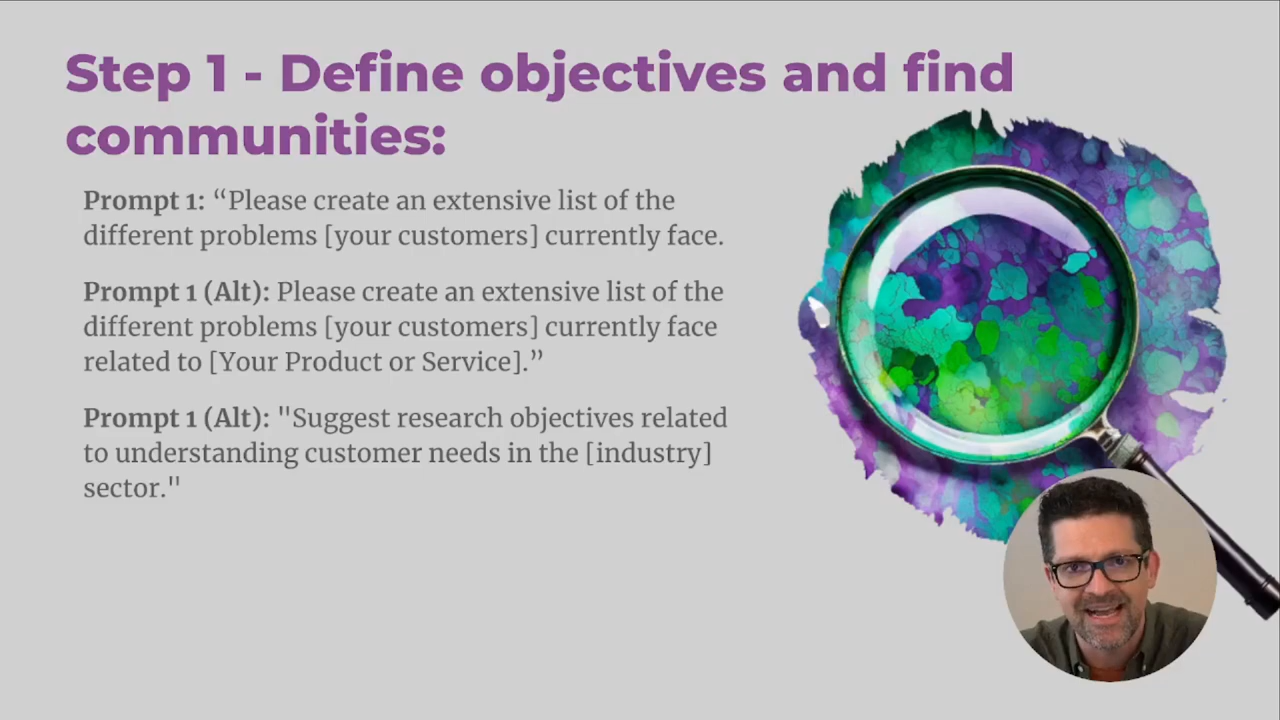 Step 1 - Define objectives and find
communities:
Prompt 1: “Please create an extensive list of the
different problems [your customers] currently face.
Prompt 1 (Alt): Please create an extensive list of the
different problems [your customers] currently face
related to [Your Product or Service].”
Prompt 1 (Alt): "Suggest research objectives related
to understanding customer needs in the [industry]
sector."